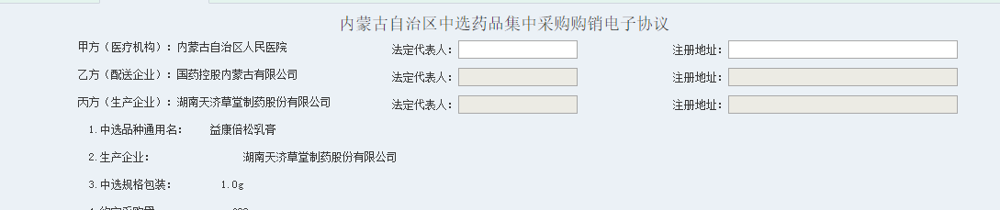 内蒙古自治区中选药品集中采购购销电子协议
甲方（医疗机构）：内蒙古自治区人民医院 法定代表人： 注册地址：
乙方（配送企业）：国药控股内蒙古有限公司 法定代表人： 注册地址：
丙方（生产企业）：湖南天济草堂制药股份有限公司 法定代表人： 注册地址：
1.中选品种通用名： 益康倍松乳膏
2.生产企业： 湖南天济草堂制药股份有限公司
3.中选规格包装： 1.0g